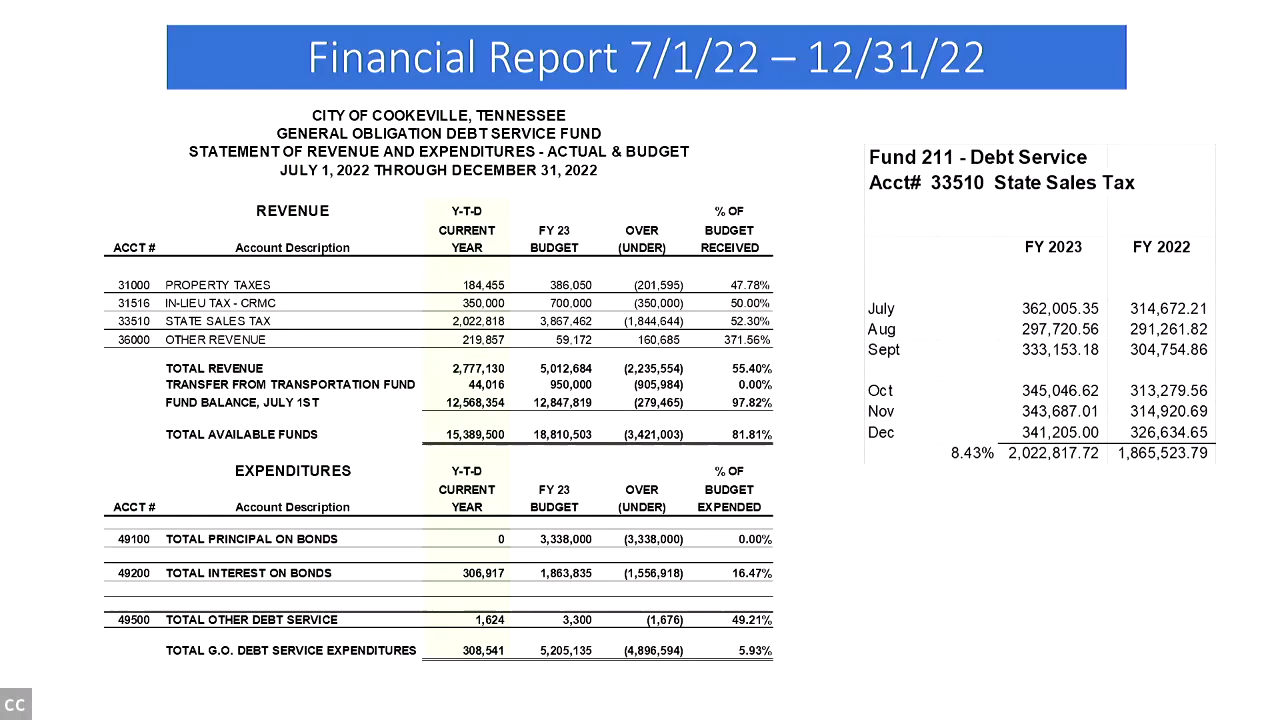 Financial Report 7/1/22 – 12/31/22
CITY OF COOKEVILLE, TENNESSEE
GENERAL OBLIGATION DEBT SERVICE FUND
STATEMENT OF REVENUE AND EXPENDITURES - ACTUAL & BUDGET
JULY 1, 2022 THROUGH DECEMBER 31, 2022
REVENUE Y-T-D % OF
CURRENT FY 23 OVER BUDGET
ACCT # Account Description YEAR BUDGET (UNDER) RECEIVED
31000 PROPERTY TAXES 184,455 386,050 (201,595) 47.78%
31516 IN-LIEU TAX - CRMC 350,000 700,000 (350,000) 50.00%
33510 STATE SALES TAX 2,022,818 3,867,462 (1,844,644) 52.30%
36000 OTHER REVENUE 219,857 59,172 160,685 371.56%
TOTAL REVENUE 2,777,130 5,012,684 (2,235,554) 55.40%
TRANSFER FROM TRANSPORTATION FUND 44,016 950,000 (905,984) 0.00%
FUND BALANCE, JULY 1ST 12,568,354 12,847,819 (279,465) 97.82%
TOTAL AVAILABLE FUNDS 15,389,500 18,810,503 (3,421,003) 81.81%
EXPENDITURES Y-T-D % OF
CURRENT FY 23 OVER BUDGET
ACCT # Account Description YEAR BUDGET (UNDER) EXPENDED
49100 TOTAL PRINCIPAL ON BONDS 0 3,338,000 (3,338,000) 0.00%
49200 TOTAL INTEREST ON BONDS 306,917 1,863,835 (1,556,918) 16.47%
49500 TOTAL OTHER DEBT SERVICE 1,624 3,300 (1,676) 49.21%
TOTAL G.O. DEBT SERVICE EXPENDITURES 308,541 5,205,135 (4,896,594) 5.93%
Fund 211 - Debt Service
Acct# 33510 State Sales Tax
FY 2023 FY 2022
July 362,005.35 314,672.21
Aug 297,720.56 291,261.82
Sept 333,153.18 304,754.86
Oct 345,046.62 313,279.56
Nov 343,687.01 314,920.69
Dec 341,205.00 326,634.65
8.43% 2,022,817.72 1,865,523.79
CC